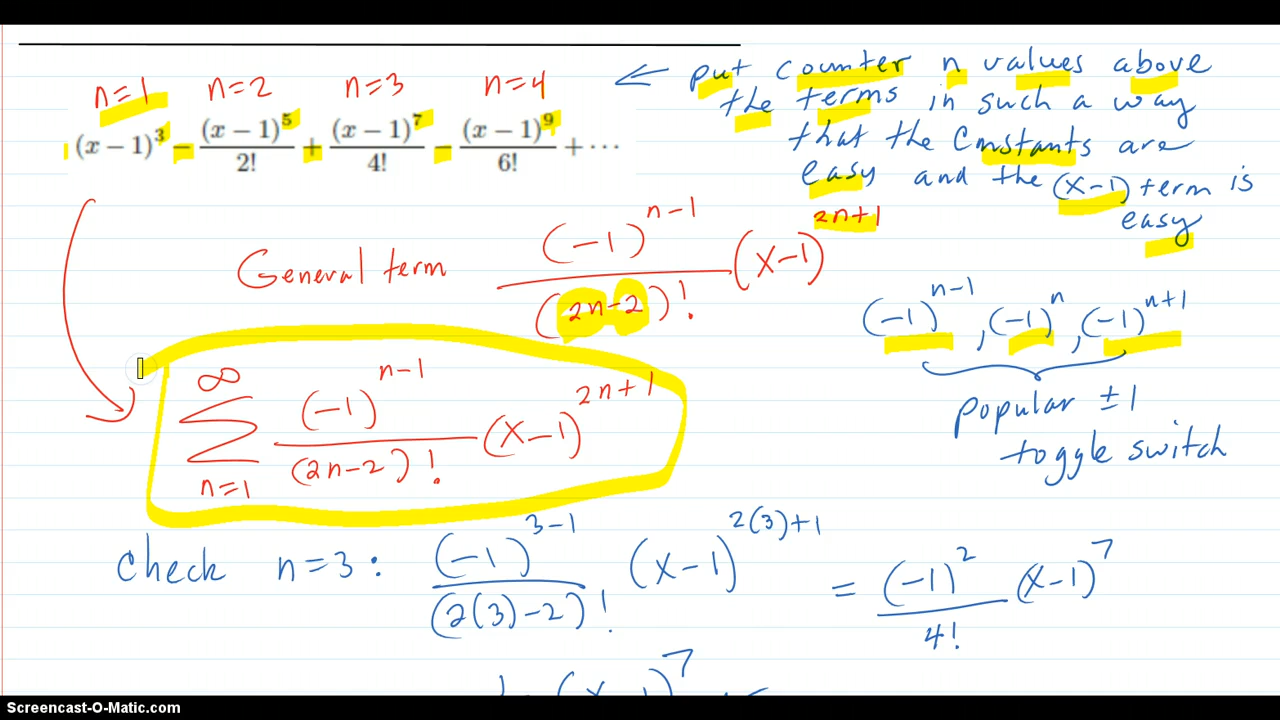 n=1 n=2 n=3 n=4
(x − 1)³ − (x − 1)⁵/2! + (x − 1)⁷/4! − (x − 1)⁹/6! + ⋯
← put counter n values above
the terms in such a way
that the constants are
easy and the (x−1) term is
easy
General term (−1)^(n−1)/(2n−2)! (x−1)^(2n+1)
(−1)^(n−1), (−1)^n, (−1)^(n+1)
popular ±1
toggle switch
∞
∑ (−1)^(n−1)/(2n−2)! (x−1)^(2n+1)
n=1
check n=3: (−1)^(3−1)/(2(3)−2)! (x−1)^(2(3)+1) = (−1)²/4! (x−1)⁷
Screencast-O-Matic.com